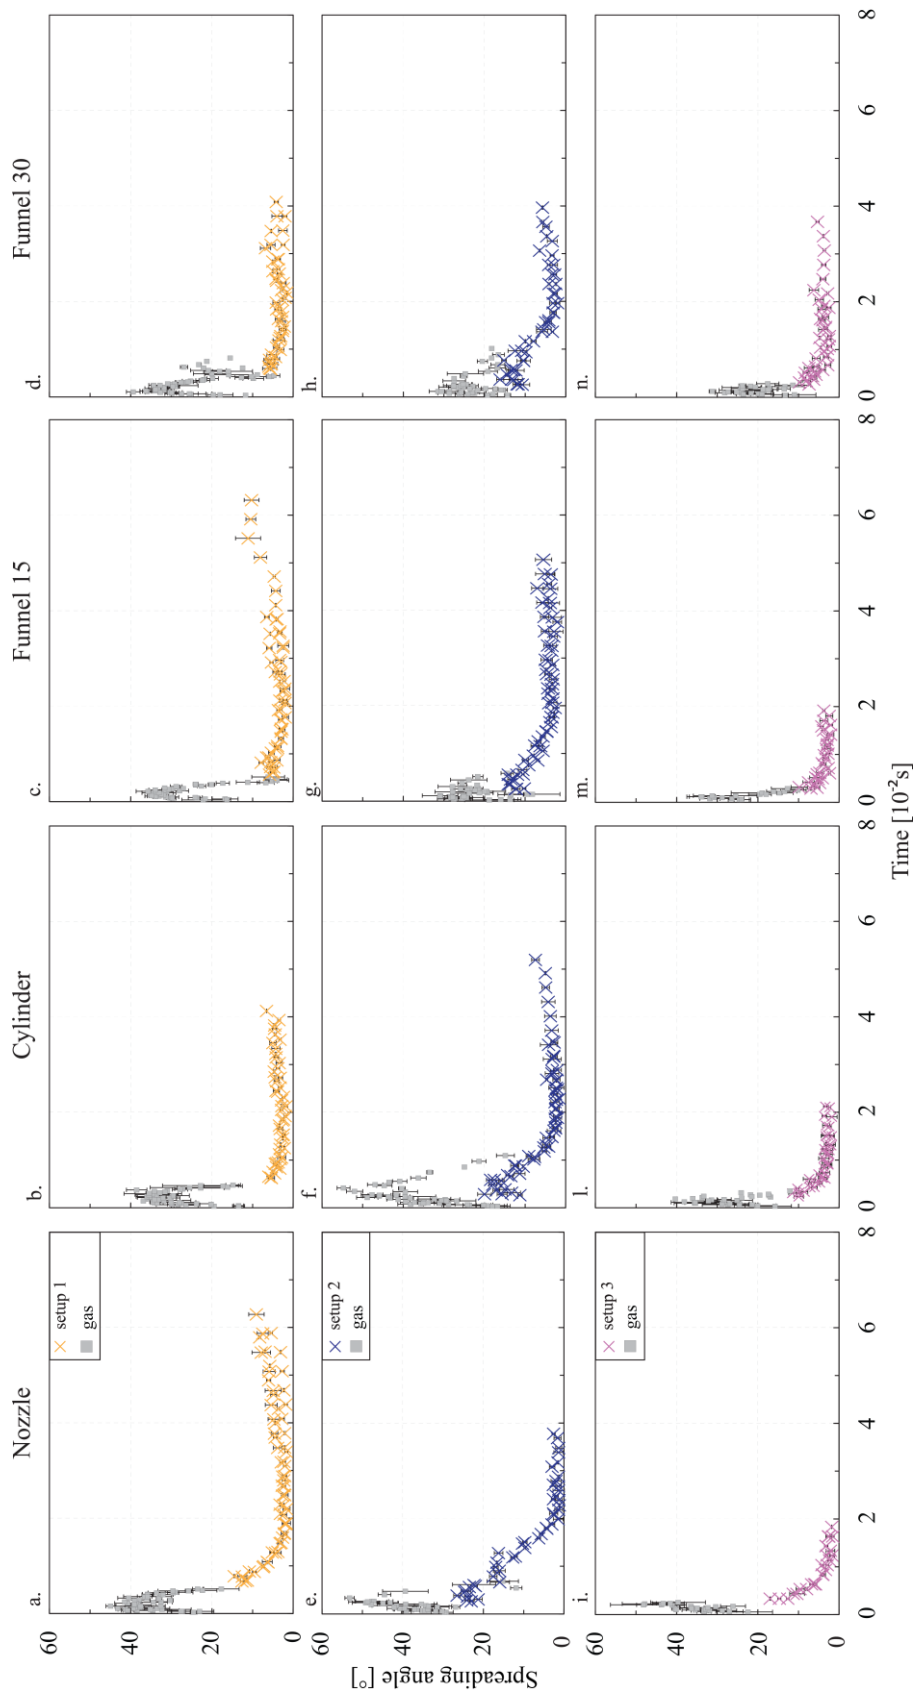 Nozzle
Cylinder
Funnel 15
Funnel 30
a.
setup 1
gas
b.
c.
d.
60
40
20
0
e.
setup 2
gas
f.
g.
h.
60
40
20
0
i.
setup 3
gas
l.
m.
n.
60
40
20
0
0 2 4 6 8
0 2 4 6 8
0 2 4 6 8
0 2 4 6 8
Spreading angle [°]
Time [10⁻²s]